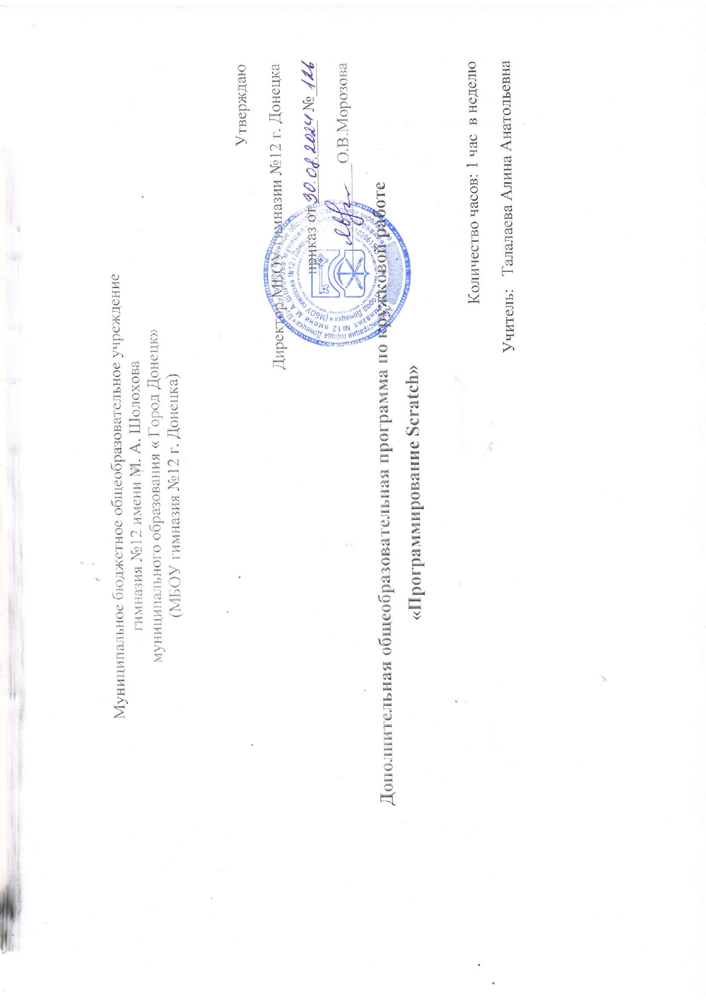 Муниципальное бюджетное общеобразовательное учреждение
гимназия №12 имени М. А. Шолохова
муниципального образования « Город Донецк»
(МБОУ гимназия №12 г. Донецка)
Утверждаю
Директор МБОУ гимназии №12 г. Донецка
приказ от 30.08.2024 № 126
О.В.Морозова
Дополнительная общеобразовательная программа по кружковой работе
«Программирование Scratch»
Количество часов: 1 час в неделю
Учитель: Талалаева Алина Анатольевна